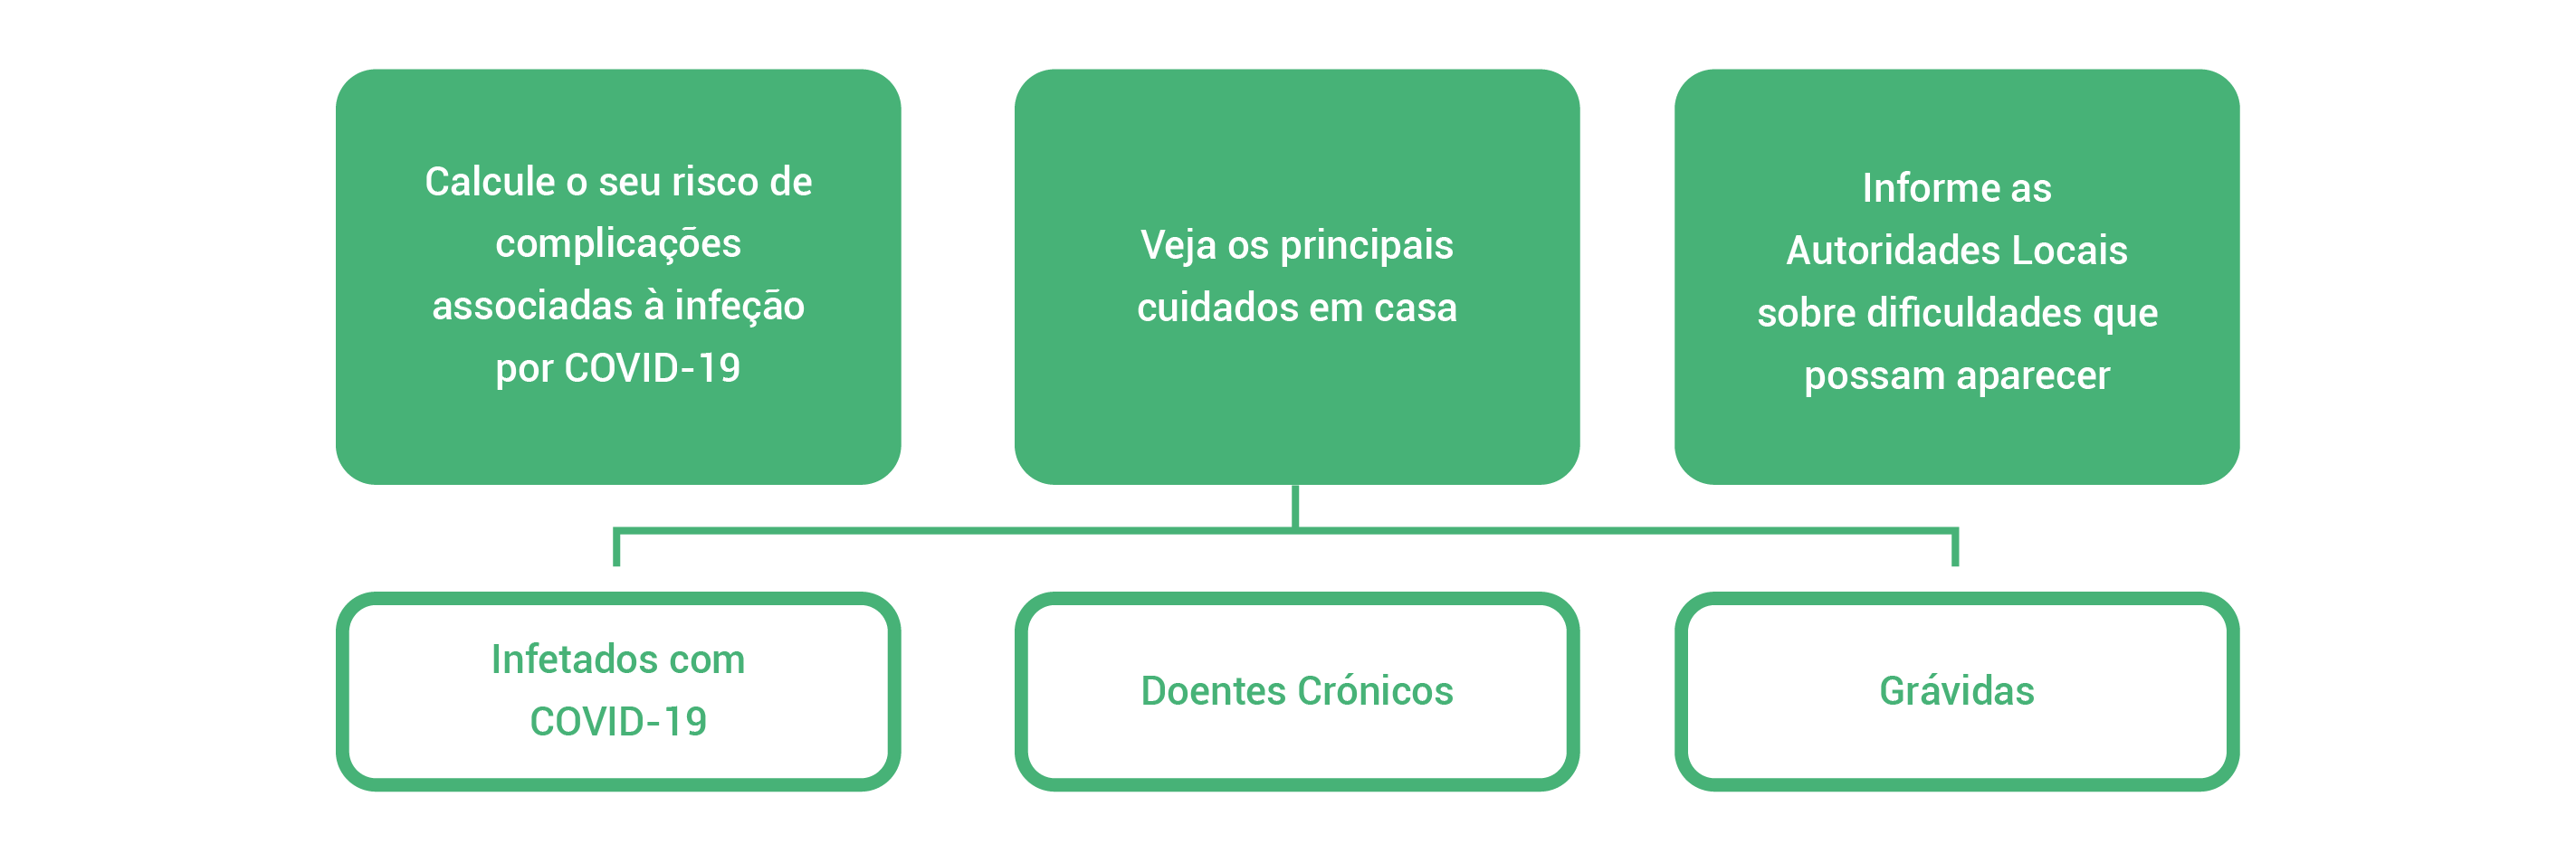 Calcule o seu risco de
complicações
associadas à infeção
por COVID-19
Veja os principais
cuidados em casa
Informe as
Autoridades Locais
sobre dificuldades que
possam aparecer
Infetados com
COVID-19
Doentes Crónicos
Grávidas